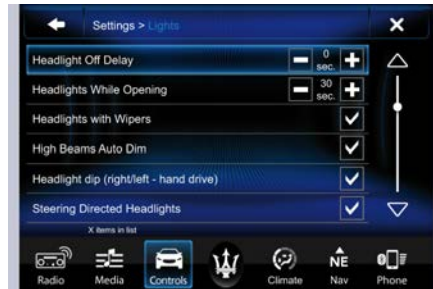 Settings > Lights
Headlight Off Delay
0
sec.
Headlights While Opening
30
sec.
Headlights with Wipers
High Beams Auto Dim
Headlight dip (right/left - hand drive)
Steering Directed Headlights
X items in list
Radio Media Controls Climate NE Nav Phone